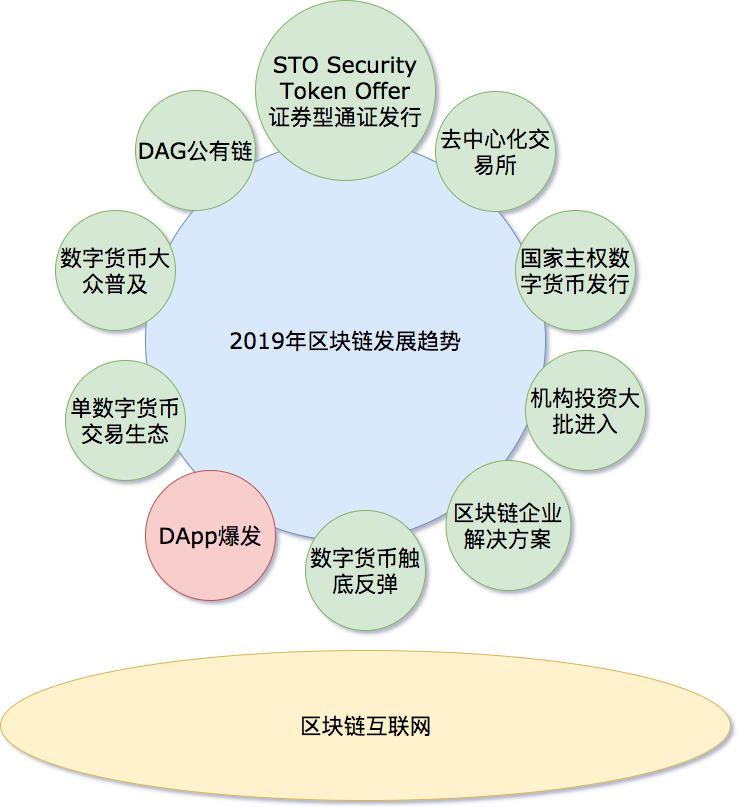 STO Security
Token Offer
证券型通证发行
DAG公有链
去中心化交
易所
数字货币大
众普及
国家主权数
字货币发行
2019年区块链发展趋势
单数字货币
交易生态
机构投资大
批进入
DApp爆发
区块链企业
解决方案
数字货币触
底反弹
区块链互联网